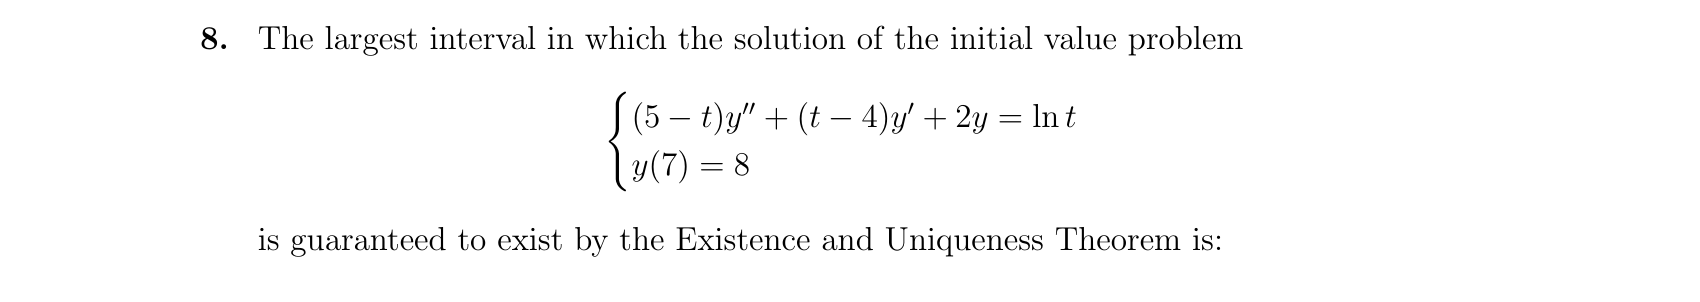 8. The largest interval in which the solution of the initial value problem
(5 − t)y″ + (t − 4)y′ + 2y = ln t
y(7) = 8
is guaranteed to exist by the Existence and Uniqueness Theorem is: